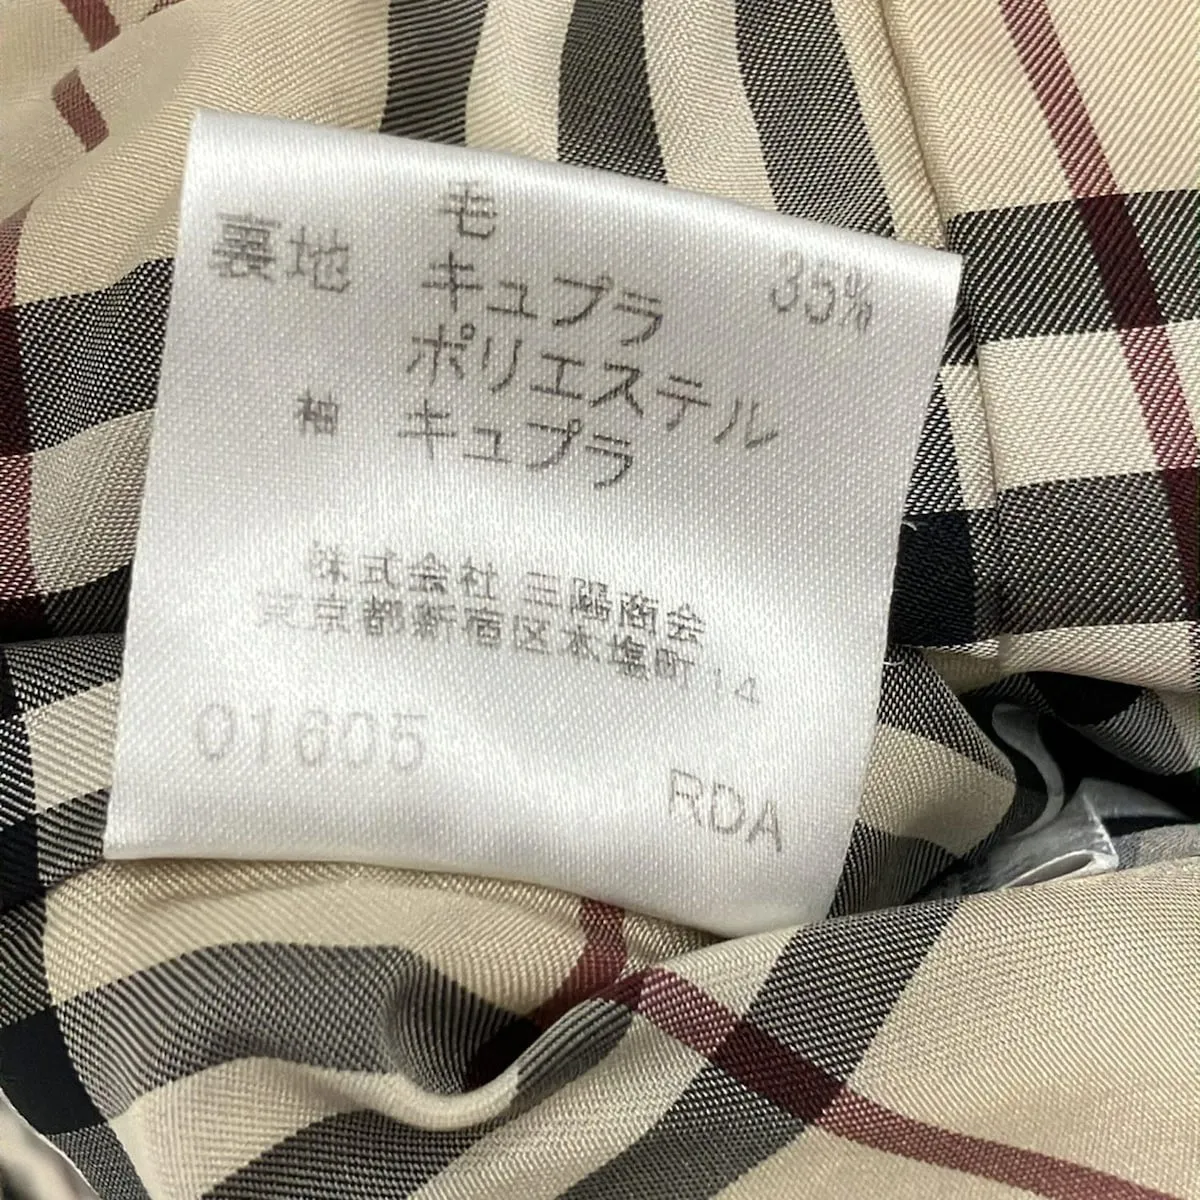 毛 35%
裏地 キュプラ
ポリエステル
袖 キュプラ
株式会社 三陽商会
東京都新宿区本塩町14
01605
RDA